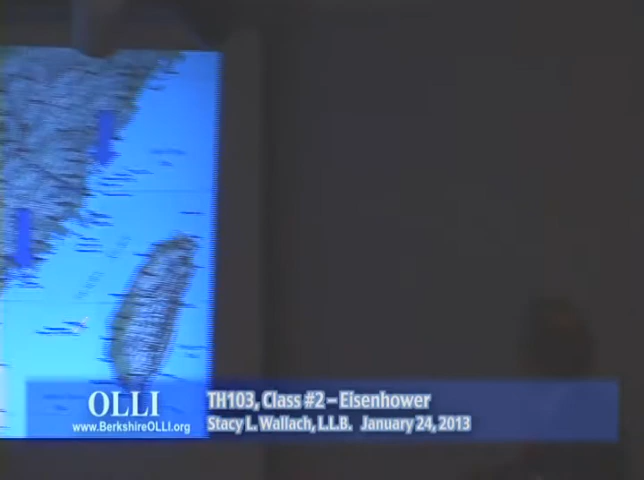 OLLI
www.BerkshireOLLI.org
TH103, Class #2 – Eisenhower
Stacy L. Wallach, L.L.B. January 24, 2013